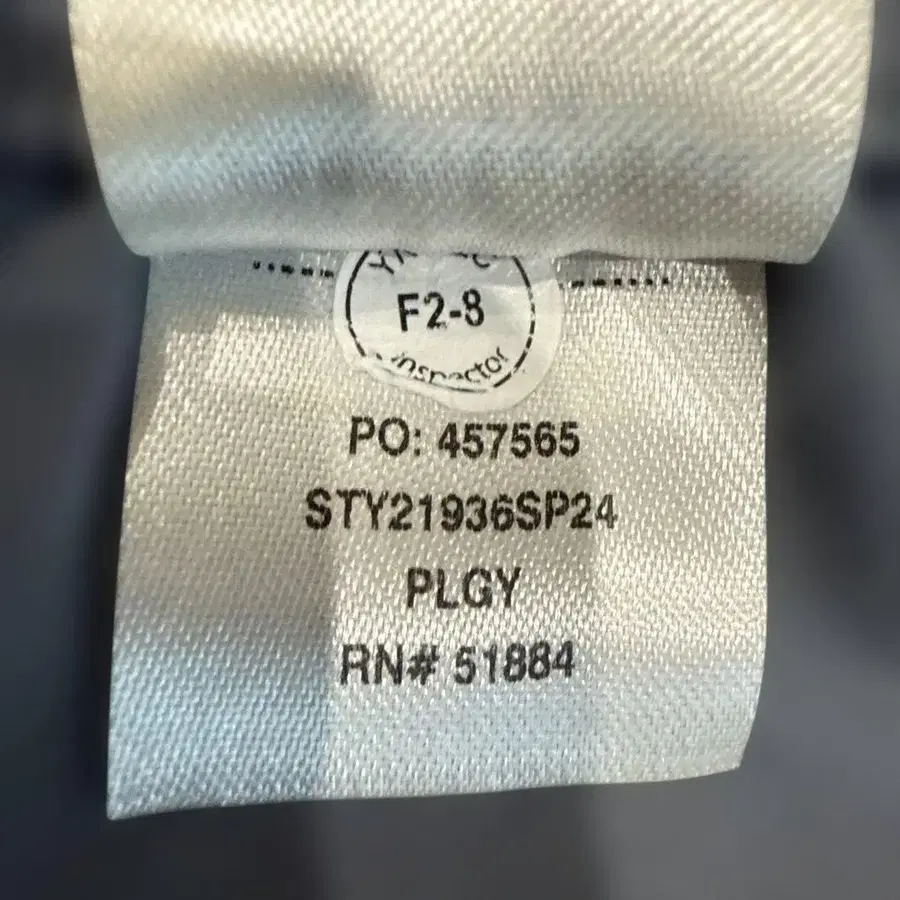 F2-8
inspector
PO: 457565
STY21936SP24
PLGY
RN# 51884